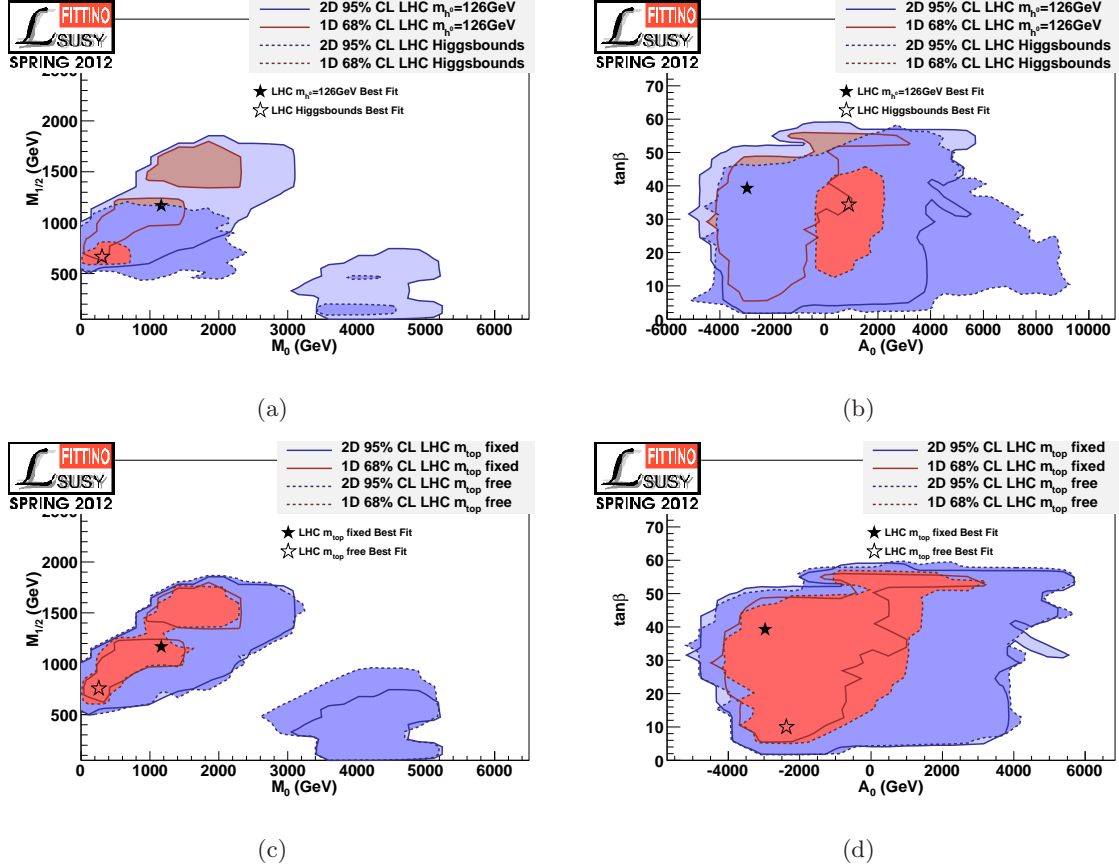 FITTINO
SUSY
SPRING 2012
2D 95% CL LHC m_h⁰=126GeV
1D 68% CL LHC m_h⁰=126GeV
2D 95% CL LHC Higgsbounds
1D 68% CL LHC Higgsbounds
LHC m_h⁰=126GeV Best Fit
LHC Higgsbounds Best Fit
M_1/2 (GeV)
2000
1500
1000
500
0 1000 2000 3000 4000 5000 6000
M_0 (GeV)
(a)
FITTINO
SUSY
SPRING 2012
2D 95% CL LHC m_h⁰=126GeV
1D 68% CL LHC m_h⁰=126GeV
2D 95% CL LHC Higgsbounds
1D 68% CL LHC Higgsbounds
LHC m_h⁰=126GeV Best Fit
LHC Higgsbounds Best Fit
tanβ
70
60
50
40
30
20
10
0
-6000 -4000 -2000 0 2000 4000 6000 8000 10000
A_0 (GeV)
(b)
FITTINO
SUSY
SPRING 2012
2D 95% CL LHC m_top fixed
1D 68% CL LHC m_top fixed
2D 95% CL LHC m_top free
1D 68% CL LHC m_top free
LHC m_top fixed Best Fit
LHC m_top free Best Fit
M_1/2 (GeV)
2000
1500
1000
500
0 1000 2000 3000 4000 5000 6000
M_0 (GeV)
(c)
FITTINO
SUSY
SPRING 2012
2D 95% CL LHC m_top fixed
1D 68% CL LHC m_top fixed
2D 95% CL LHC m_top free
1D 68% CL LHC m_top free
LHC m_top fixed Best Fit
LHC m_top free Best Fit
tanβ
70
60
50
40
30
20
10
0
-4000 -2000 0 2000 4000 6000
A_0 (GeV)
(d)